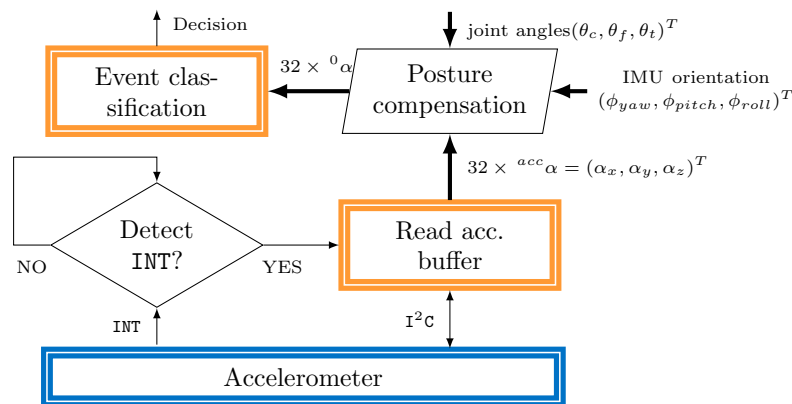 Decision
joint angles(θ_c, θ_f, θ_t)^T
Event clas-
sification
32 × ^0α
Posture
compensation
IMU orientation
(ϕ_yaw, ϕ_pitch, ϕ_roll)^T
32 × ^accα = (α_x, α_y, α_z)^T
Detect
INT?
NO
YES
Read acc.
buffer
INT
I²C
Accelerometer